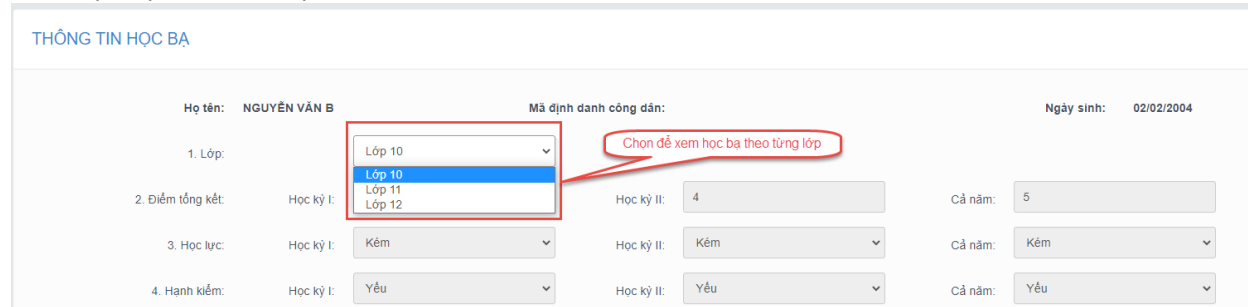 THÔNG TIN HỌC BẠ
Họ tên: NGUYỄN VĂN B Mã định danh công dân: Ngày sinh: 02/02/2004
1. Lớp: Lớp 10 Chọn để xem học bạ theo từng lớp
Lớp 10
Lớp 11
Lớp 12
2. Điểm tổng kết: Học kỳ I: Học kỳ II: 4 Cả năm: 5
3. Học lực: Học kỳ I: Kém Học kỳ II: Kém Cả năm: Kém
4. Hạnh kiểm: Học kỳ I: Yếu Học kỳ II: Yếu Cả năm: Yếu